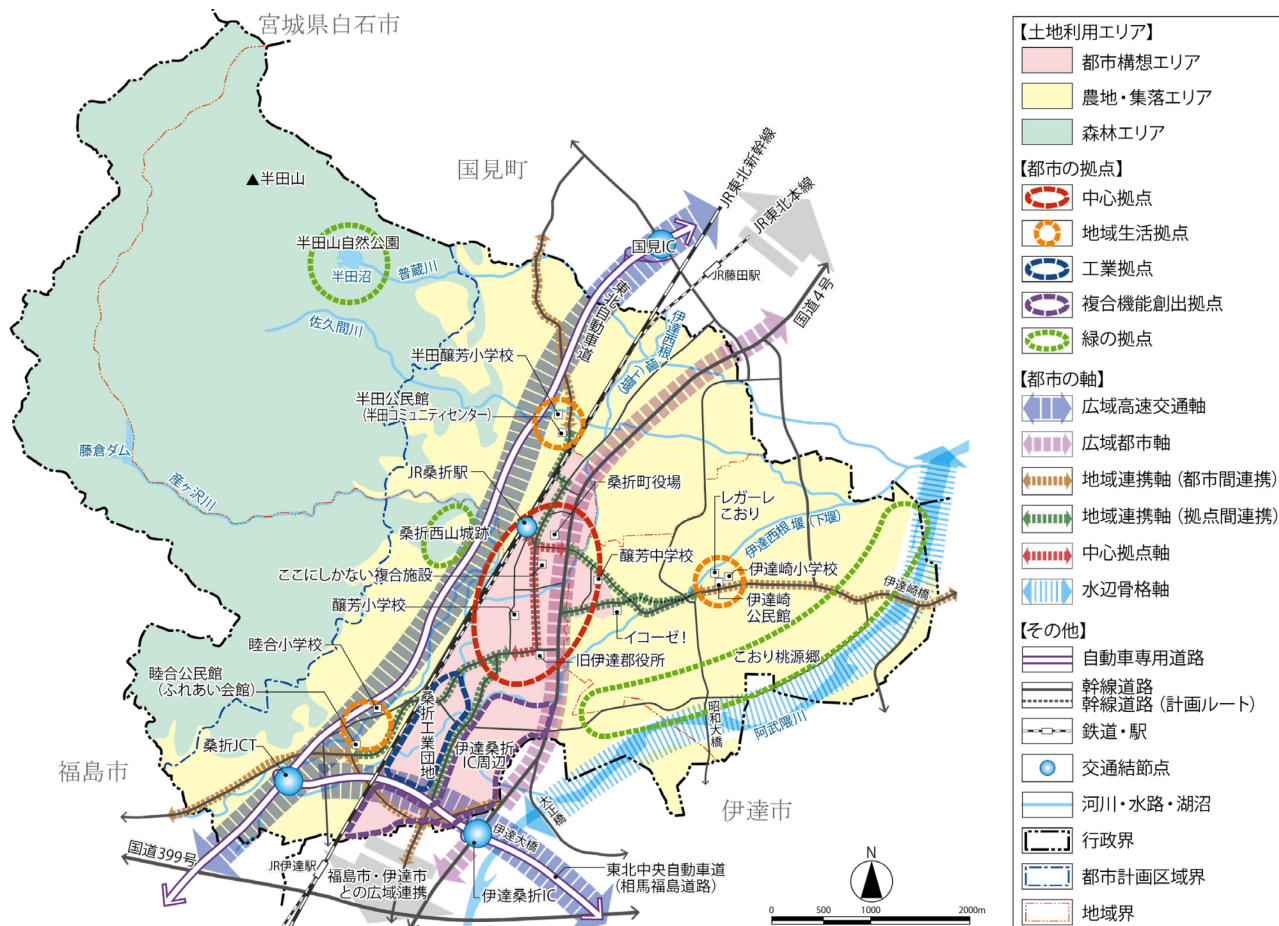 宮城県白石市
国見町
福島市
伊達市
▲半田山
半田山自然公園
半田沼
普蔵川
佐久間川
藤倉ダム
産ヶ沢川
国見IC
JR東北新幹線
JR東北本線
JR藤田駅
国道4号
東北自動車道
伊達西根堰
(上堰)
半田醸芳小学校
半田公民館
(半田コミュニティセンター)
JR桑折駅
桑折町役場
レガーレ
こおり
伊達西根堰(下堰)
桑折西山城跡
醸芳中学校
伊達崎小学校
ここにしかない複合施設
伊達崎
公民館
伊達崎橋
醸芳小学校
イコーゼ!
睦合小学校
旧伊達郡役所
こおり桃源郷
睦合公民館
(ふれあい会館)
桑折工業団地
伊達桑折
IC周辺
昭和大橋
阿武隈川
桑折JCT
大正橋
伊達大橋
国道399号
JR伊達駅
福島市・伊達市
との広域連携
伊達桑折IC
東北中央自動車道
(相馬福島道路)
N
0 500 1000 2000m
【土地利用エリア】
都市構想エリア
農地・集落エリア
森林エリア
【都市の拠点】
中心拠点
地域生活拠点
工業拠点
複合機能創出拠点
緑の拠点
【都市の軸】
広域高速交通軸
広域都市軸
地域連携軸(都市間連携)
地域連携軸(拠点間連携)
中心拠点軸
水辺骨格軸
【その他】
自動車専用道路
幹線道路
幹線道路(計画ルート)
鉄道・駅
交通結節点
河川・水路・湖沼
行政界
都市計画区域界
地域界